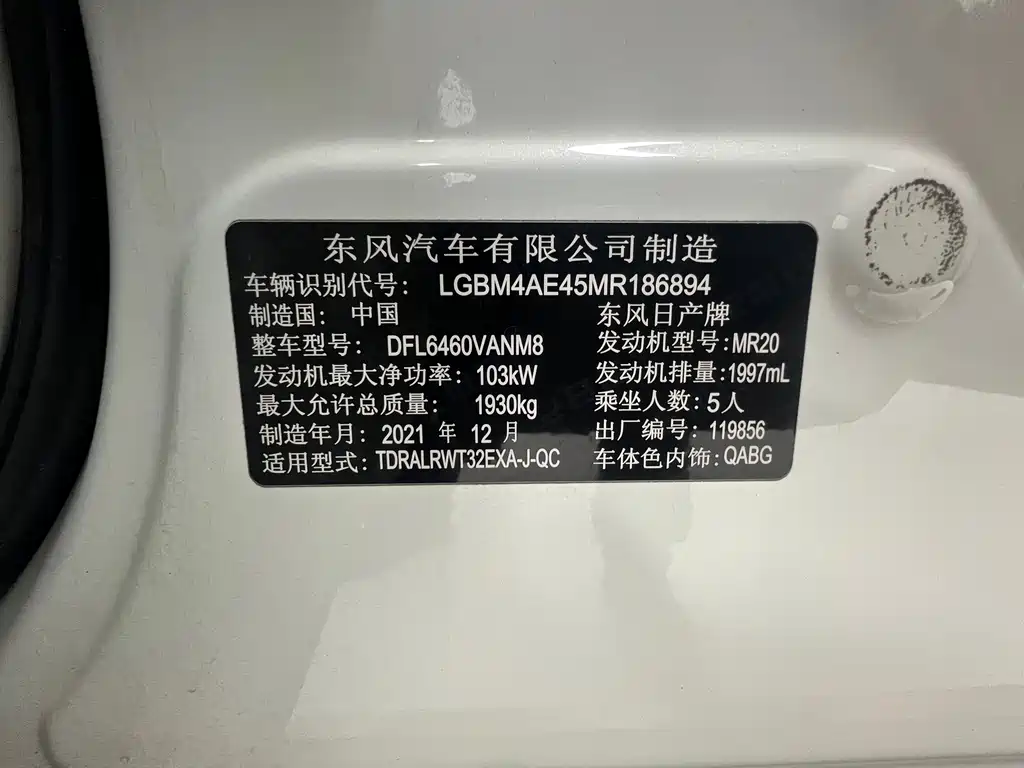 东风汽车有限公司制造
车辆识别代号: LGBM4AE45MR186894
制造国: 中国 东风日产牌
整车型号: DFL6460VANM8 发动机型号:MR20
发动机最大净功率: 103kW 发动机排量:1997mL
最大允许总质量: 1930kg 乘坐人数:5人
制造年月: 2021 年 12 月 出厂编号: 119856
适用型式: TDRALRWT32EXA-J-QC 车体色内饰:QABG